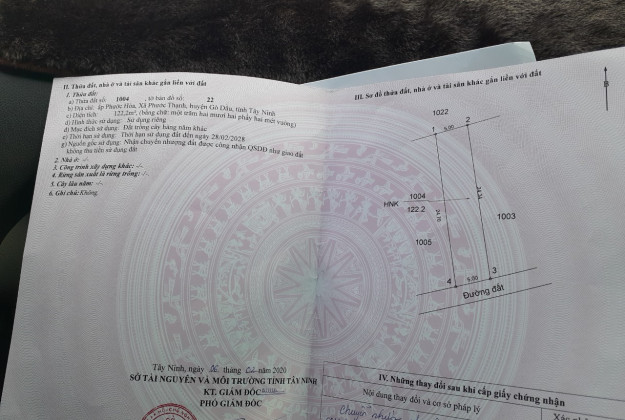 II. Thửa đất, nhà ở và tài sản khác gắn liền với đất
1. Thửa đất:
a) Thửa đất số: 1004, tờ bản đồ số: 22
b) Địa chỉ: ấp Phước Hòa, Xã Phước Thạnh, huyện Gò Dầu, tỉnh Tây Ninh
c) Diện tích: 122.2m², (bằng chữ: một trăm hai mươi hai phẩy hai mét vuông)
d) Hình thức sử dụng: Sử dụng riêng
đ) Mục đích sử dụng: Đất trồng cây hàng năm khác
e) Thời hạn sử dụng: Thời hạn sử dụng đất đến ngày 28/02/2028
g) Nguồn gốc sử dụng: Nhận chuyển nhượng đất được công nhận QSDĐ như giao đất
không thu tiền sử dụng đất
2. Nhà ở: -/-
3. Công trình xây dựng khác: -/-
4. Rừng sản xuất là rừng trồng: -/-
5. Cây lâu năm: -/-
6. Ghi chú: Không
Tây Ninh, ngày 06 tháng năm 2020
SỞ TÀI NGUYÊN VÀ MÔI TRƯỜNG TỈNH TÂY NINH
KT. GIÁM ĐỐC
PHÓ GIÁM ĐỐC
III. Sơ đồ thửa đất, nhà ở và tài sản khác gắn liền với đất
B
1022
1 5.00 2
HNK 1004
122.2
24.34
1003
1005
4 5.00 3
Đường đất
IV. Những thay đổi sau khi cấp giấy chứng nhận
Nội dung thay đổi và cơ sở pháp lý
Chuyển nhượng